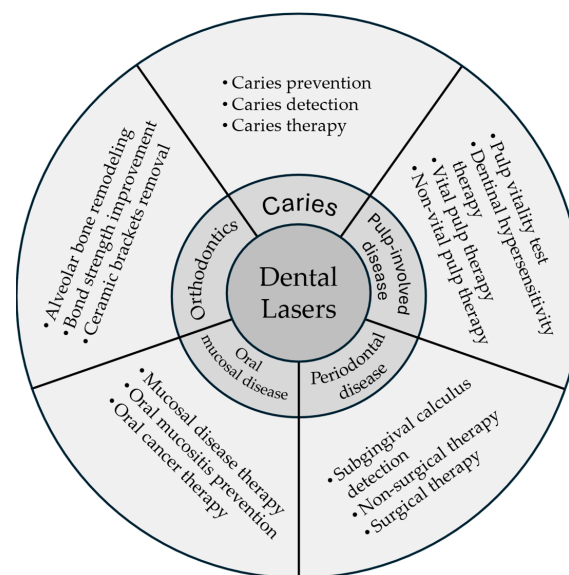 • Caries prevention
• Caries detection
• Caries therapy
Caries
• Pulp vitality test
• Dentinal hypersensitivity
therapy
• Vital pulp therapy
• Non-vital pulp therapy
Pulp-involved
disease
• Subgingival calculus
detection
• Non-surgical therapy
• Surgical therapy
Periodontal
disease
• Mucosal disease therapy
• Oral mucositis prevention
• Oral cancer therapy
Oral
mucosal disease
• Alveolar bone remodeling
• Bond strength improvement
• Ceramic brackets removal
Orthodontics
Dental
Lasers